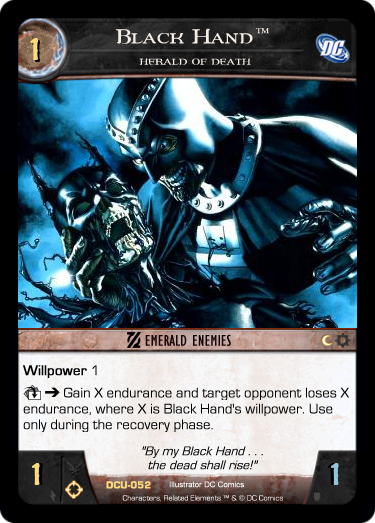 1
BLACK HAND™
HERALD OF DEATH
DC
EMERALD ENEMIES
Willpower 1
➔ Gain X endurance and target opponent loses X
endurance, where X is Black Hand's willpower. Use
only during the recovery phase.
"By my Black Hand . . .
the dead shall rise!"
1
DCU-052 Illustrator DC Comics
1
Characters, Related Elements ™ & © DC Comics